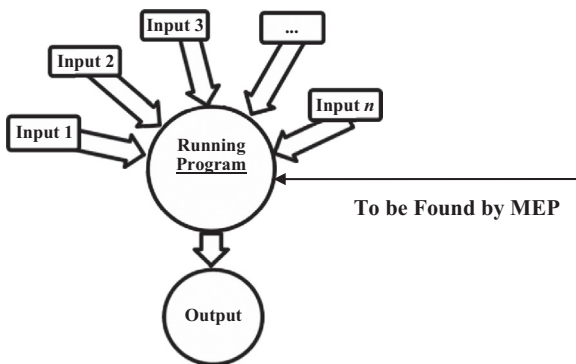 Input 1
Input 2
Input 3
...
Input n
Running
Program
To be Found by MEP
Output